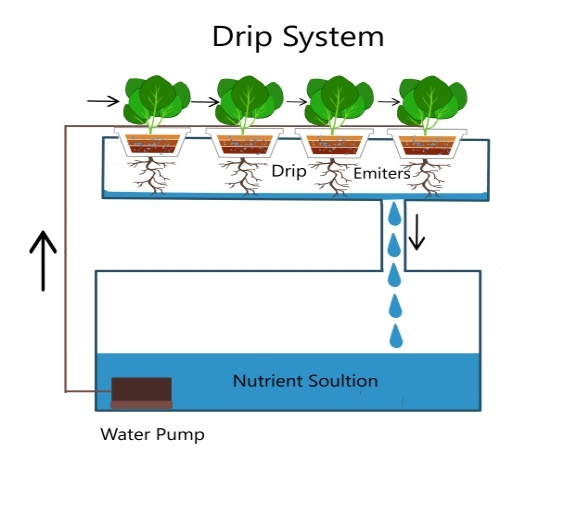 Drip System
Drip Emiters
Nutrient Soultion
Water Pump